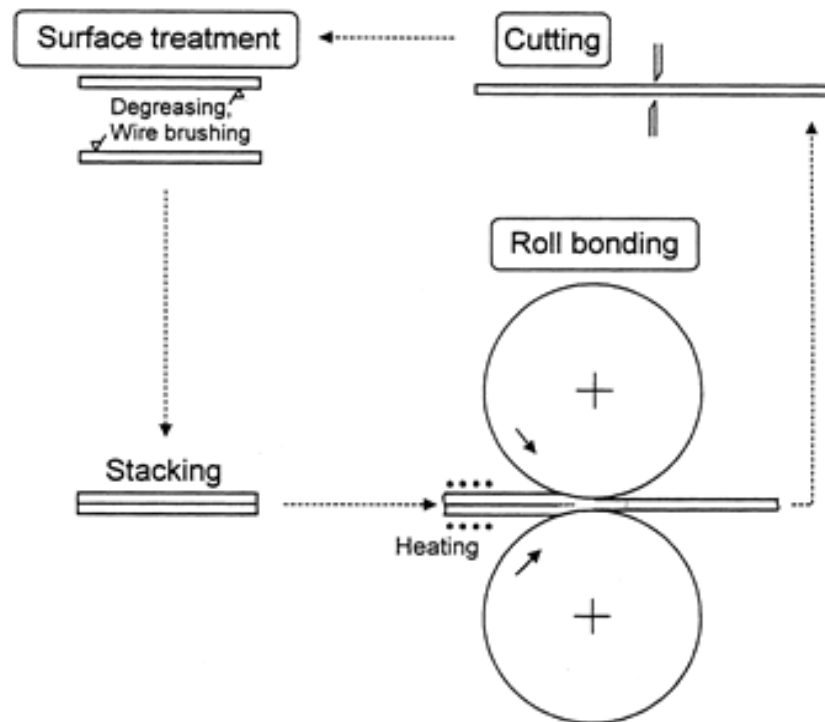 Surface treatment
Cutting
Degreasing,
Wire brushing
Roll bonding
Stacking
Heating